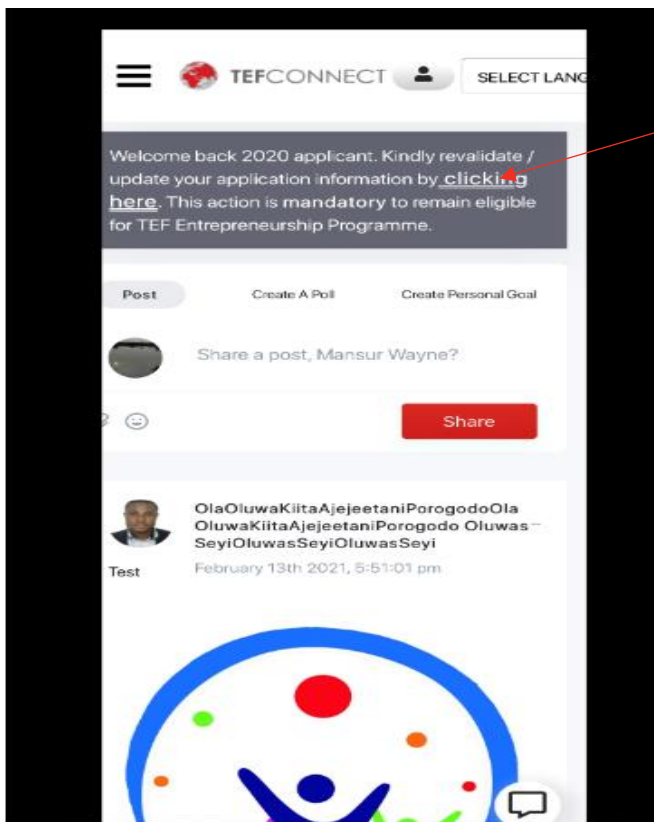 TEFCONNECT
SELECT LANG
Welcome back 2020 applicant. Kindly revalidate /
update your application information by clicking
here. This action is mandatory to remain eligible
for TEF Entrepreneurship Programme.
Post Create A Poll Create Personal Goal
Share a post, Mansur Wayne?
Share
OlaOluwaKiitaAjejeetaniPorogodoOla
OluwaKiitaAjejeetaniPorogodo Oluwas
SeyiOluwasSeyiOluwasSeyi
Test
February 13th 2021, 5:51:01 pm